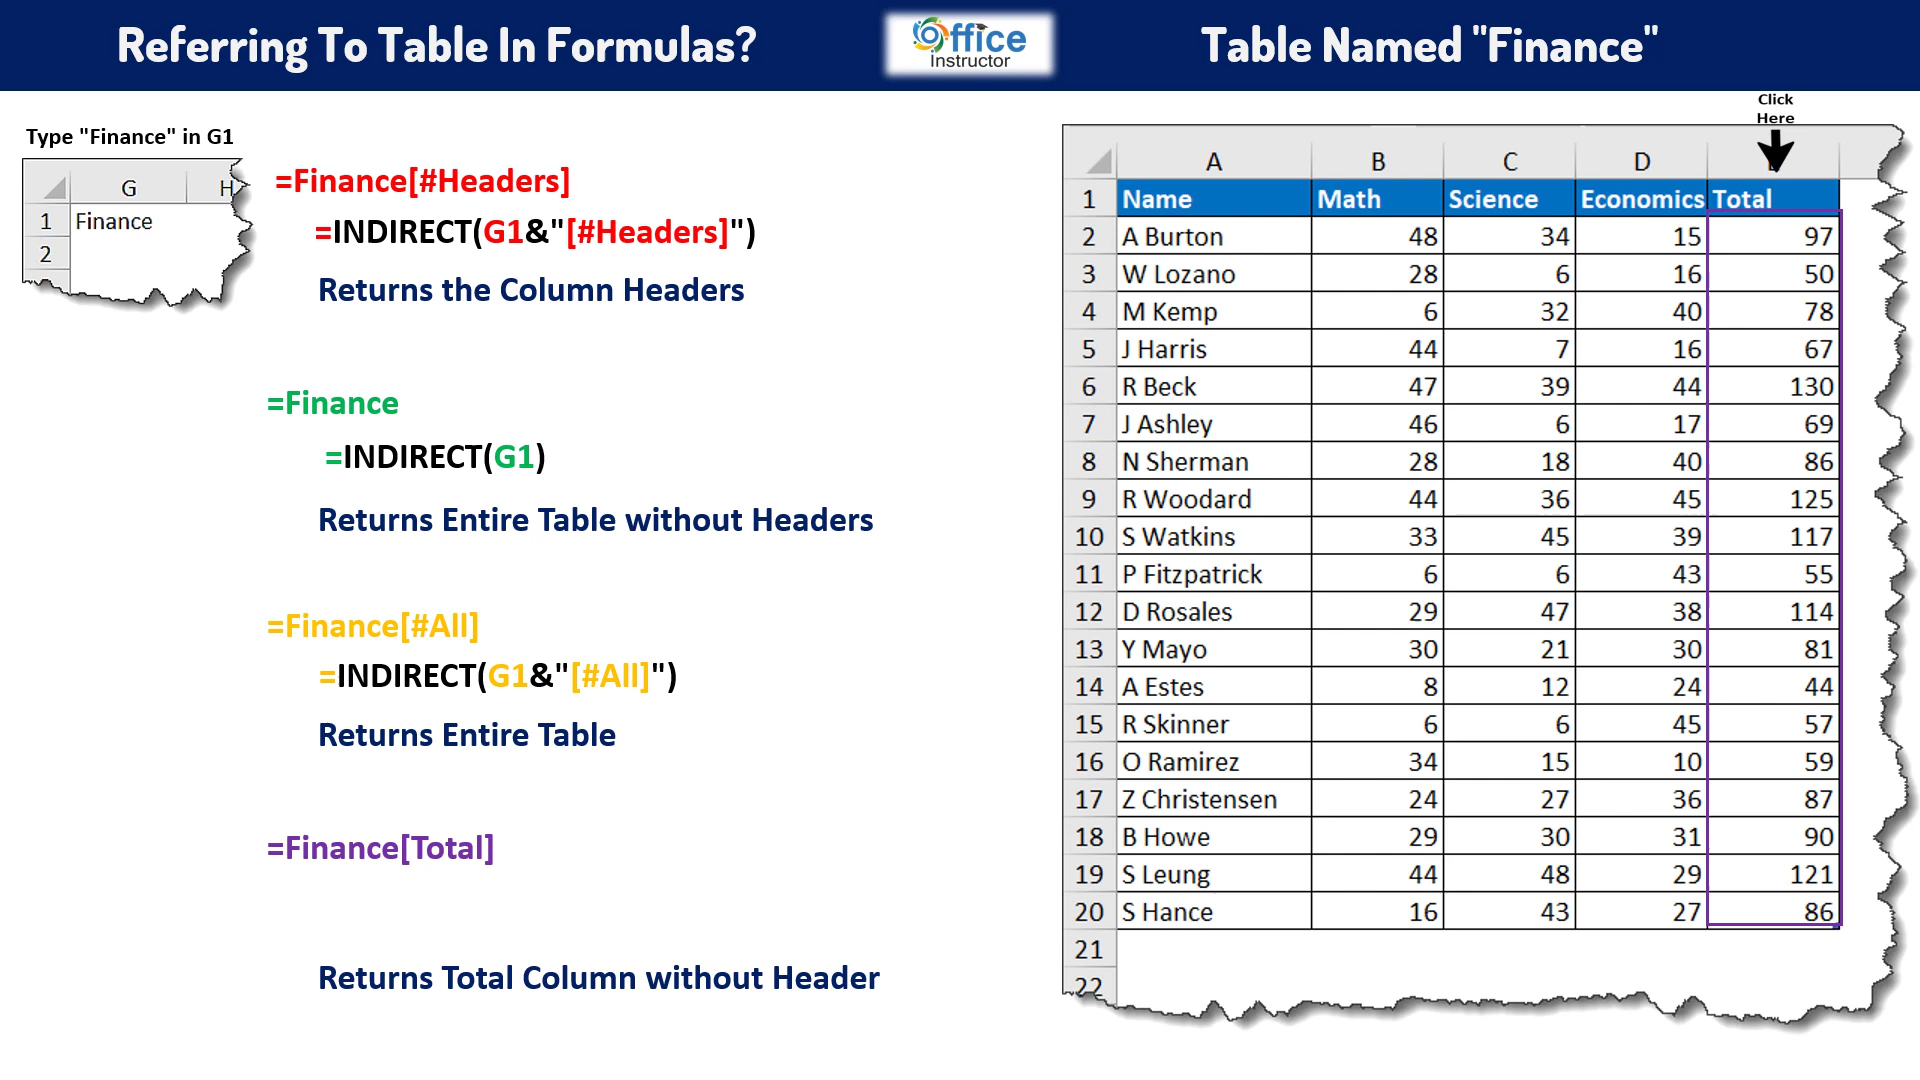 Referring To Table In Formulas?
Office
Instructor
Table Named "Finance"
Type "Finance" in G1
G H
1 Finance
2
=Finance[#Headers]
=INDIRECT(G1&"[#Headers]")
Returns the Column Headers
=Finance
=INDIRECT(G1)
Returns Entire Table without Headers
=Finance[#All]
=INDIRECT(G1&"[#All]")
Returns Entire Table
=Finance[Total]
Returns Total Column without Header
Click
Here
A B C D
1 Name Math Science Economics Total
2 A Burton 48 34 15 97
3 W Lozano 28 6 16 50
4 M Kemp 6 32 40 78
5 J Harris 44 7 16 67
6 R Beck 47 39 44 130
7 J Ashley 46 6 17 69
8 N Sherman 28 18 40 86
9 R Woodard 44 36 45 125
10 S Watkins 33 45 39 117
11 P Fitzpatrick 6 6 43 55
12 D Rosales 29 47 38 114
13 Y Mayo 30 21 30 81
14 A Estes 8 12 24 44
15 R Skinner 6 6 45 57
16 O Ramirez 34 15 10 59
17 Z Christensen 24 27 36 87
18 B Howe 29 30 31 90
19 S Leung 44 48 29 121
20 S Hance 16 43 27 86
21
22